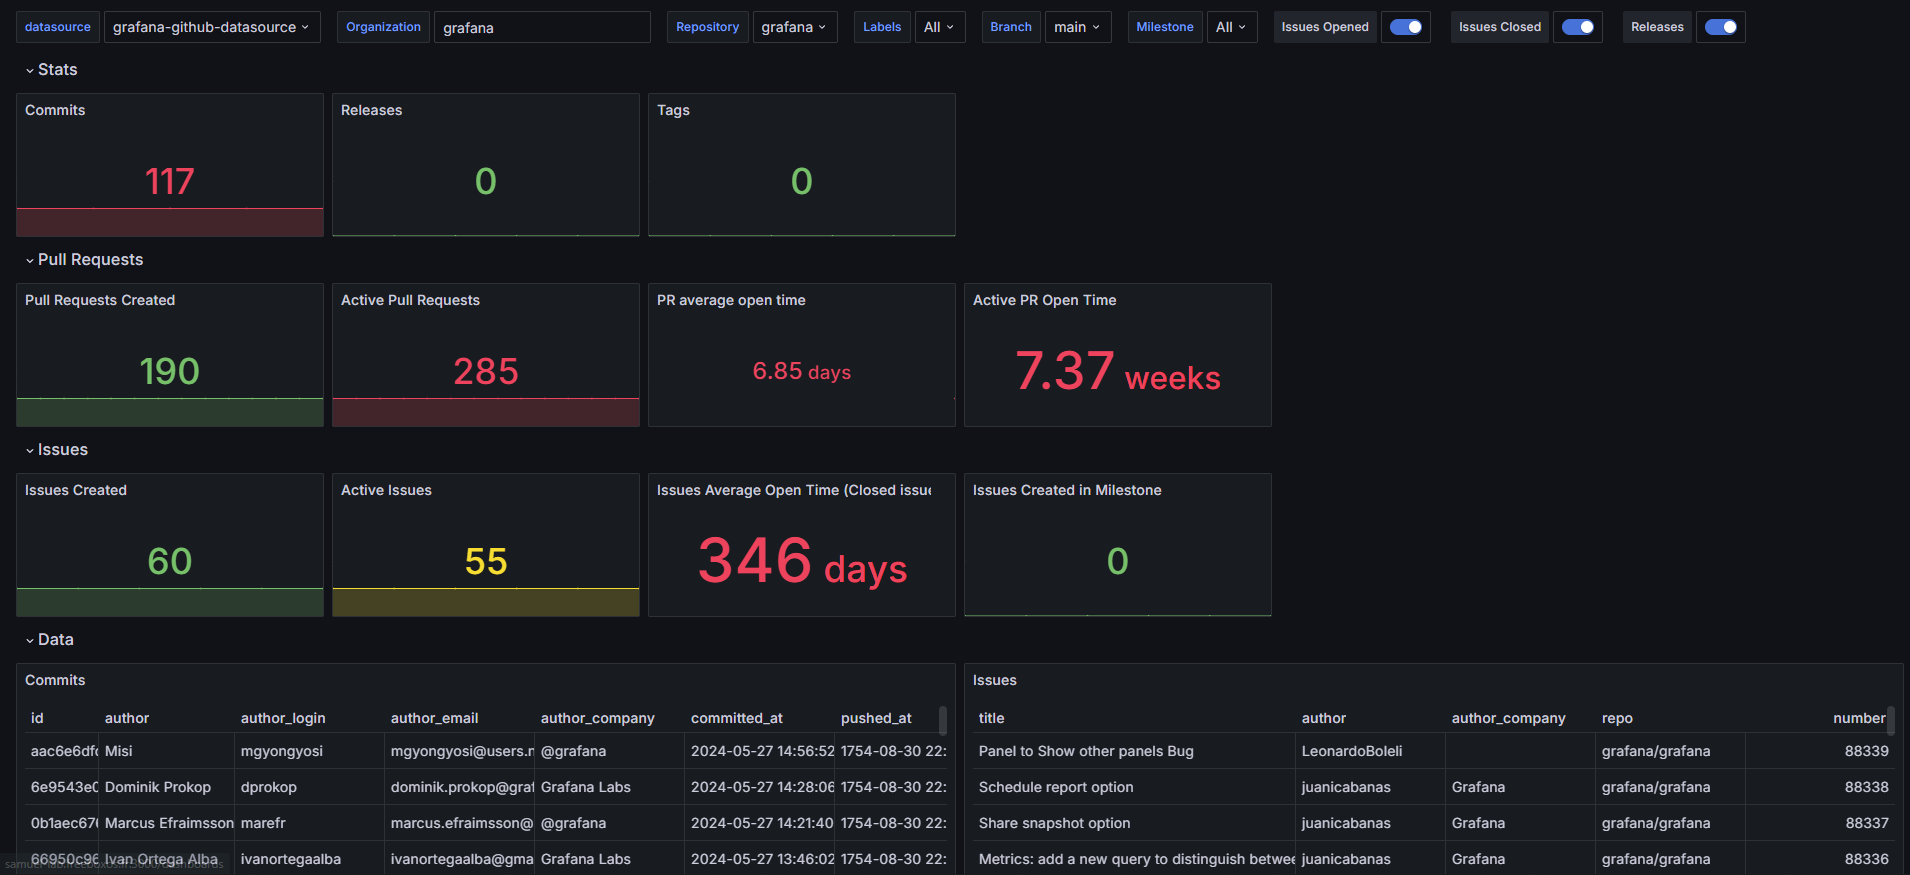 datasource grafana-github-datasource Organization grafana Repository grafana Labels All Branch main Milestone All Issues Opened Issues Closed Releases
Stats
Commits Releases Tags
117 0 0
Pull Requests
Pull Requests Created Active Pull Requests PR average open time Active PR Open Time
190 285 6.85 days 7.37 weeks
Issues
Issues Created Active Issues Issues Average Open Time (Closed issue Issues Created in Milestone
60 55 346 days 0
Data
Commits Issues
id author author_login author_email author_company committed_at pushed_at title author author_company repo number
aac6e6dfc Misi mgyongyosi mgyongyosi@users.n @grafana 2024-05-27 14:56:52 1754-08-30 22: Panel to Show other panels Bug LeonardoBoleli grafana/grafana 88339
6e9543e0 Dominik Prokop dprokop dominik.prokop@graf Grafana Labs 2024-05-27 14:28:06 1754-08-30 22: Schedule report option juanicabanas Grafana grafana/grafana 88338
0b1aec67 Marcus Efraimsson marefr marcus.efraimsson@ @grafana 2024-05-27 14:21:40 1754-08-30 22: Share snapshot option juanicabanas Grafana grafana/grafana 88337
66950c96 Ivan Ortega Alba ivanortegaalba ivanortegaalba@gma Grafana Labs 2024-05-27 13:46:02 1754-08-30 22: Metrics: add a new query to distinguish betwee juanicabanas Grafana grafana/grafana 88336